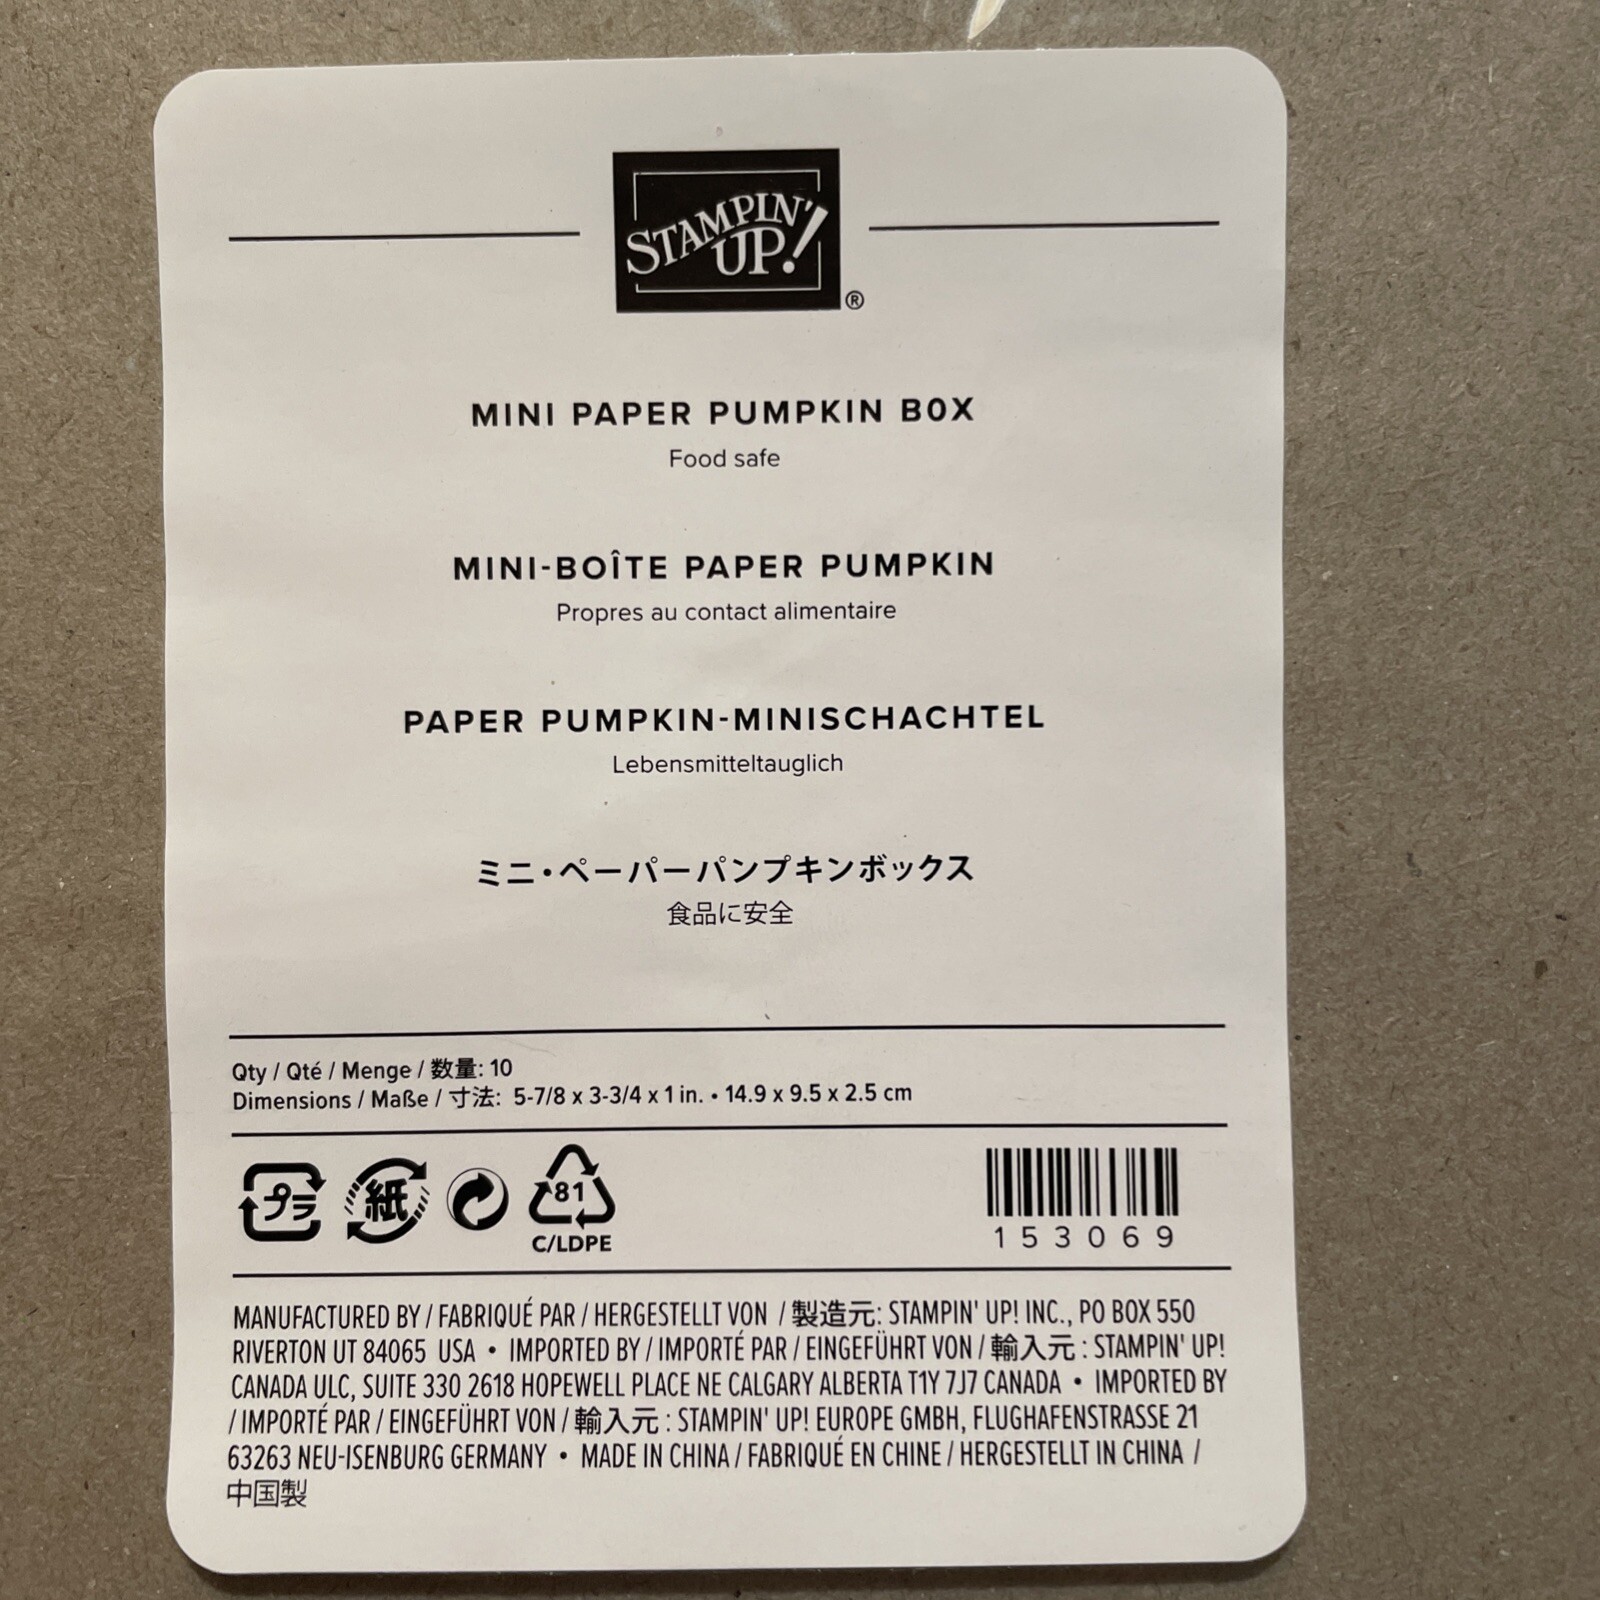 STAMPIN' UP! ®
MINI PAPER PUMPKIN BOX
Food safe
MINI-BOÎTE PAPER PUMPKIN
Propres au contact alimentaire
PAPER PUMPKIN-MINISCHACHTEL
Lebensmitteltauglich
ミニ・ペーパーパンプキンボックス
食品に安全
Qty / Qté / Menge / 数量: 10
Dimensions / Maße / 寸法: 5-7/8 x 3-3/4 x 1 in. • 14.9 x 9.5 x 2.5 cm
プラ 紙 81
C/LDPE
153069
MANUFACTURED BY / FABRIQUÉ PAR / HERGESTELLT VON / 製造元: STAMPIN' UP! INC., PO BOX 550
RIVERTON UT 84065 USA • IMPORTED BY / IMPORTÉ PAR / EINGEFÜHRT VON / 輸入元 : STAMPIN' UP!
CANADA ULC, SUITE 330 2618 HOPEWELL PLACE NE CALGARY ALBERTA T1Y 7J7 CANADA • IMPORTED BY
/ IMPORTÉ PAR / EINGEFÜHRT VON / 輸入元 : STAMPIN' UP! EUROPE GMBH, FLUGHAFENSTRASSE 21
63263 NEU-ISENBURG GERMANY • MADE IN CHINA / FABRIQUÉ EN CHINE / HERGESTELLT IN CHINA /
中国製